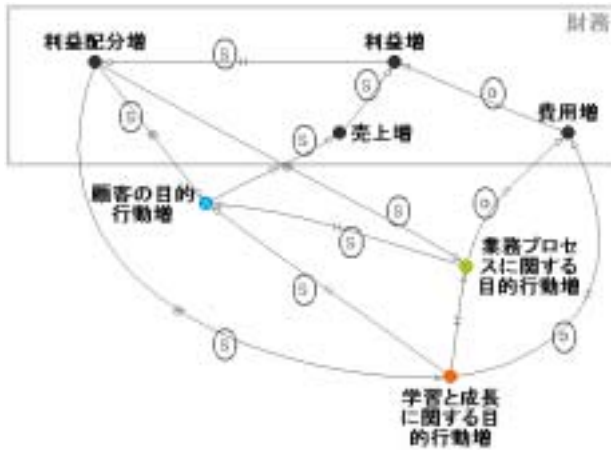 財務
利益配分増
S
利益増
S
o
S
S
売上増
費用増
顧客の目的
行動増
S
o
S
業務プロセ
スに関する
目的行動増
S
S
学習と成長
に関する目
的行動増